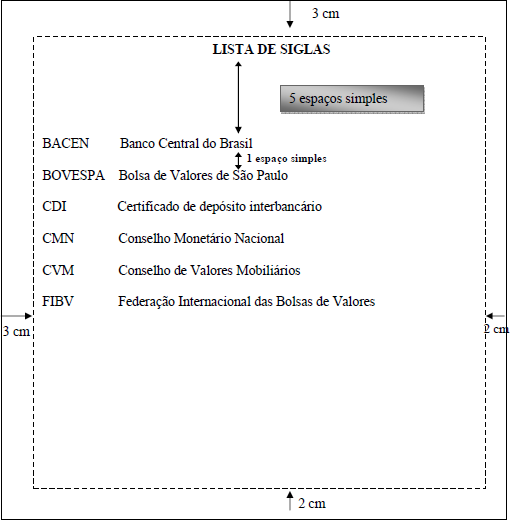 3 cm
LISTA DE SIGLAS
5 espaços simples
BACEN Banco Central do Brasil
1 espaço simples
BOVESPA Bolsa de Valores de São Paulo
CDI Certificado de depósito interbancário
CMN Conselho Monetário Nacional
CVM Conselho de Valores Mobiliários
FIBV Federação Internacional das Bolsas de Valores
3 cm 2 cm
2 cm